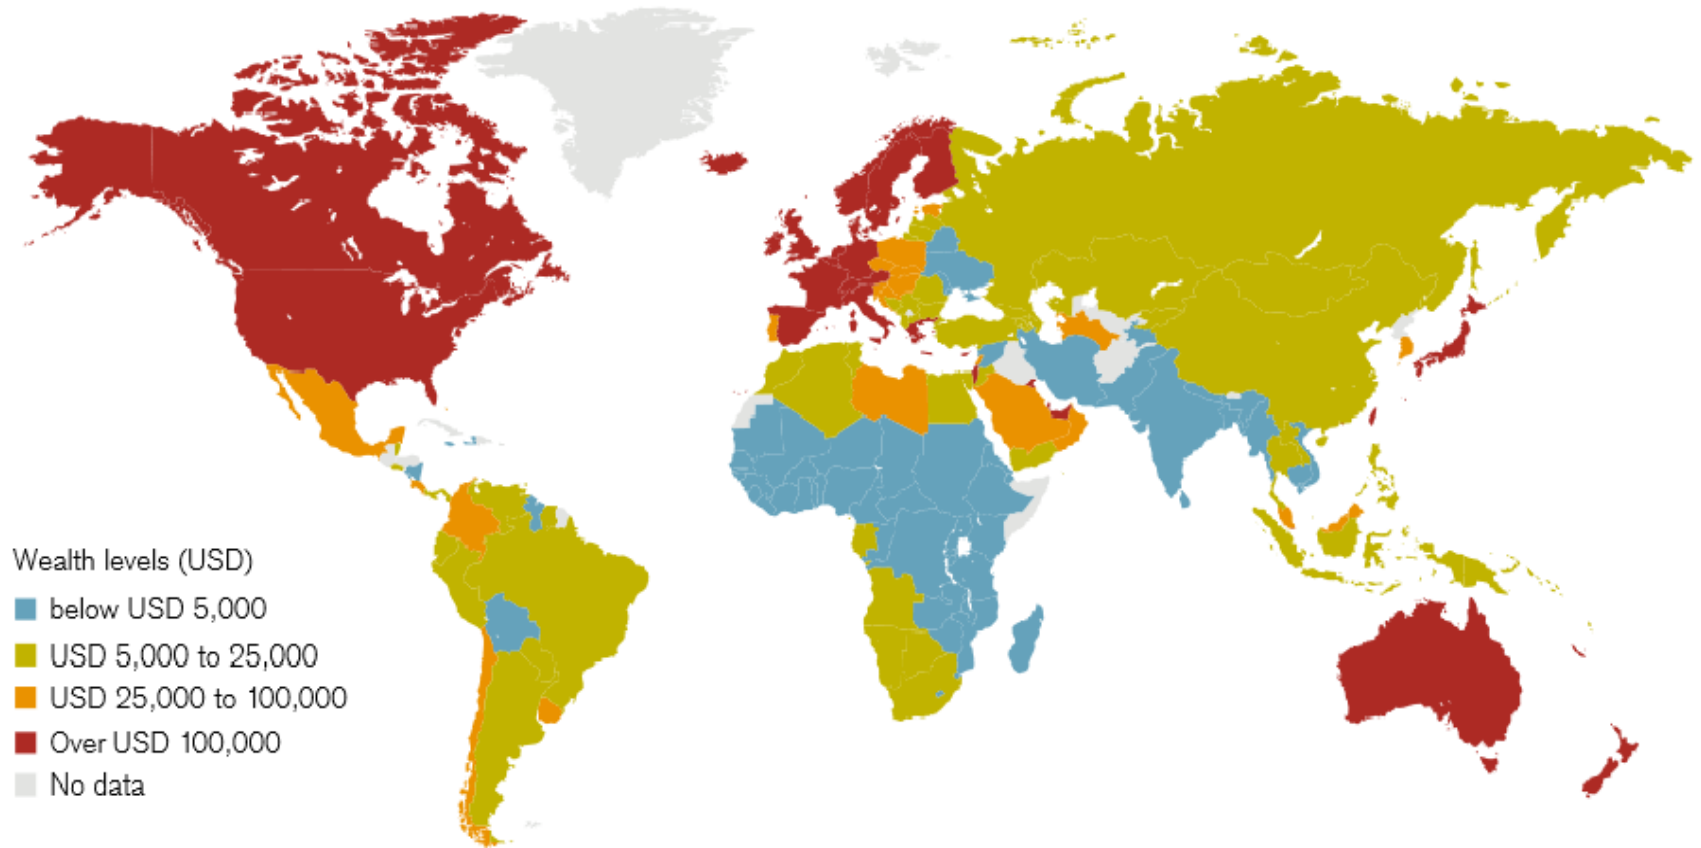 Wealth levels (USD)
below USD 5,000
USD 5,000 to 25,000
USD 25,000 to 100,000
Over USD 100,000
No data